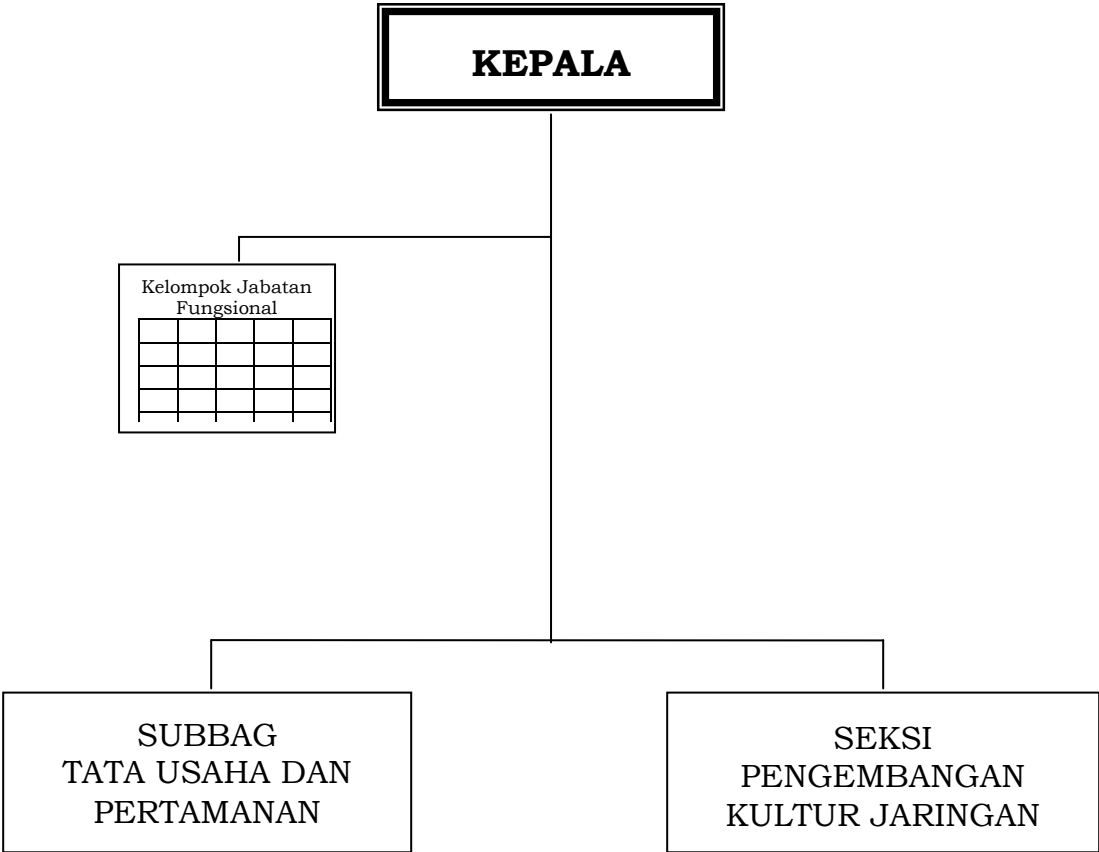 KEPALA
Kelompok Jabatan
Fungsional
SUBBAG
TATA USAHA DAN
PERTAMANAN
SEKSI
PENGEMBANGAN
KULTUR JARINGAN